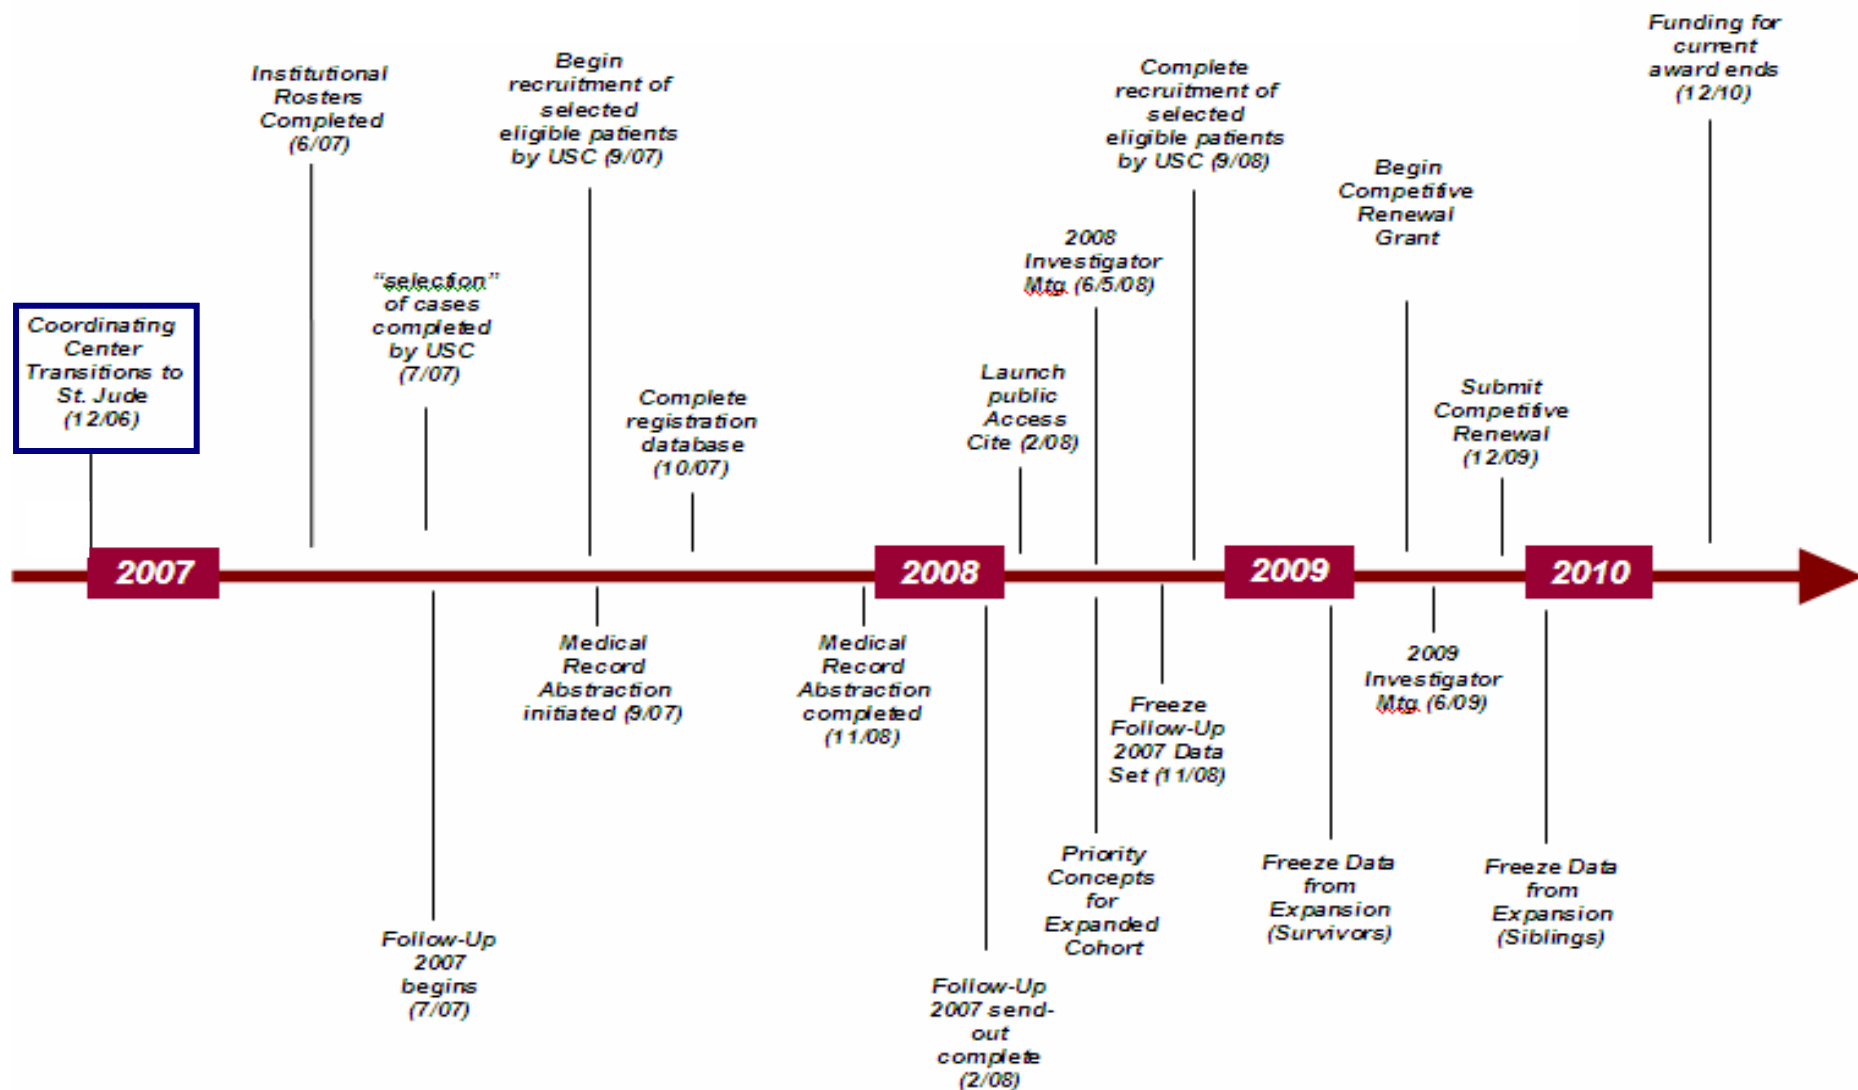 Funding for
current
award ends
(12/10)
Institutional
Rosters
Completed
(6/07)
Begin
recruitment of
selected
eligible patients
by USC (9/07)
Complete
recruitment of
selected
eligible patients
by USC (9/08)
Begin
Competitive
Renewal
Grant
2008
Investigator
Mtg (6/5/08)
"selection"
of cases
completed
by USC
(7/07)
Coordinating
Center
Transitions to
St. Jude
(12/06)
Complete
registration
database
(10/07)
Launch
public
Access
Cite (2/08)
Submit
Competitive
Renewal
(12/09)
2007
2008
2009
2010
Medical
Record
Abstraction
initiated (9/07)
Medical
Record
Abstraction
completed
(11/08)
2009
Investigator
Mtg (6/09)
Freeze
Follow-Up
2007 Data
Set (11/08)
Priority
Concepts
for
Expanded
Cohort
Freeze Data
from
Expansion
(Survivors)
Freeze Data
from
Expansion
(Siblings)
Follow-Up
2007
begins
(7/07)
Follow-Up
2007 send-
out
complete
(2/08)